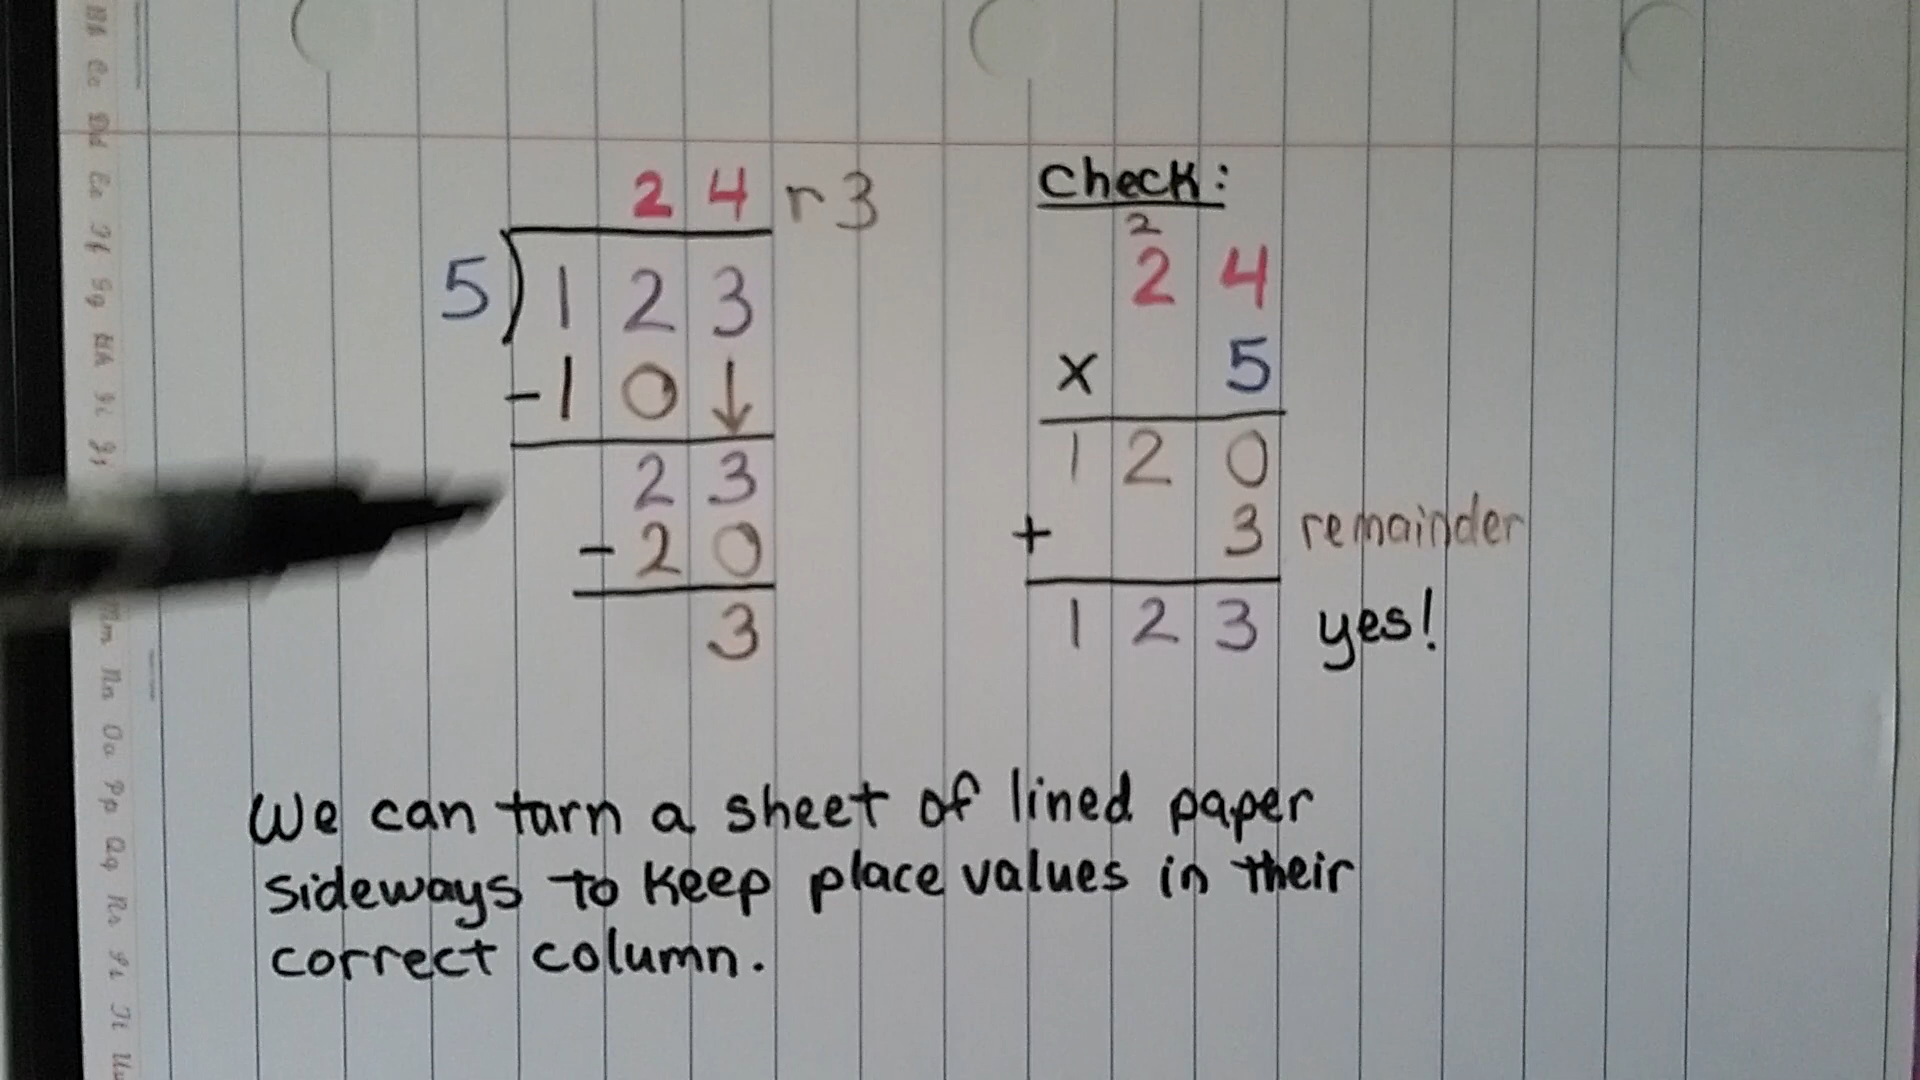 24 r 3
5)123
-10↓
23
-20
3
Check:
2
24
x 5
120
+ 3 remainder
123 yes!
We can turn a sheet of lined paper
sideways to keep place values in their
correct column.